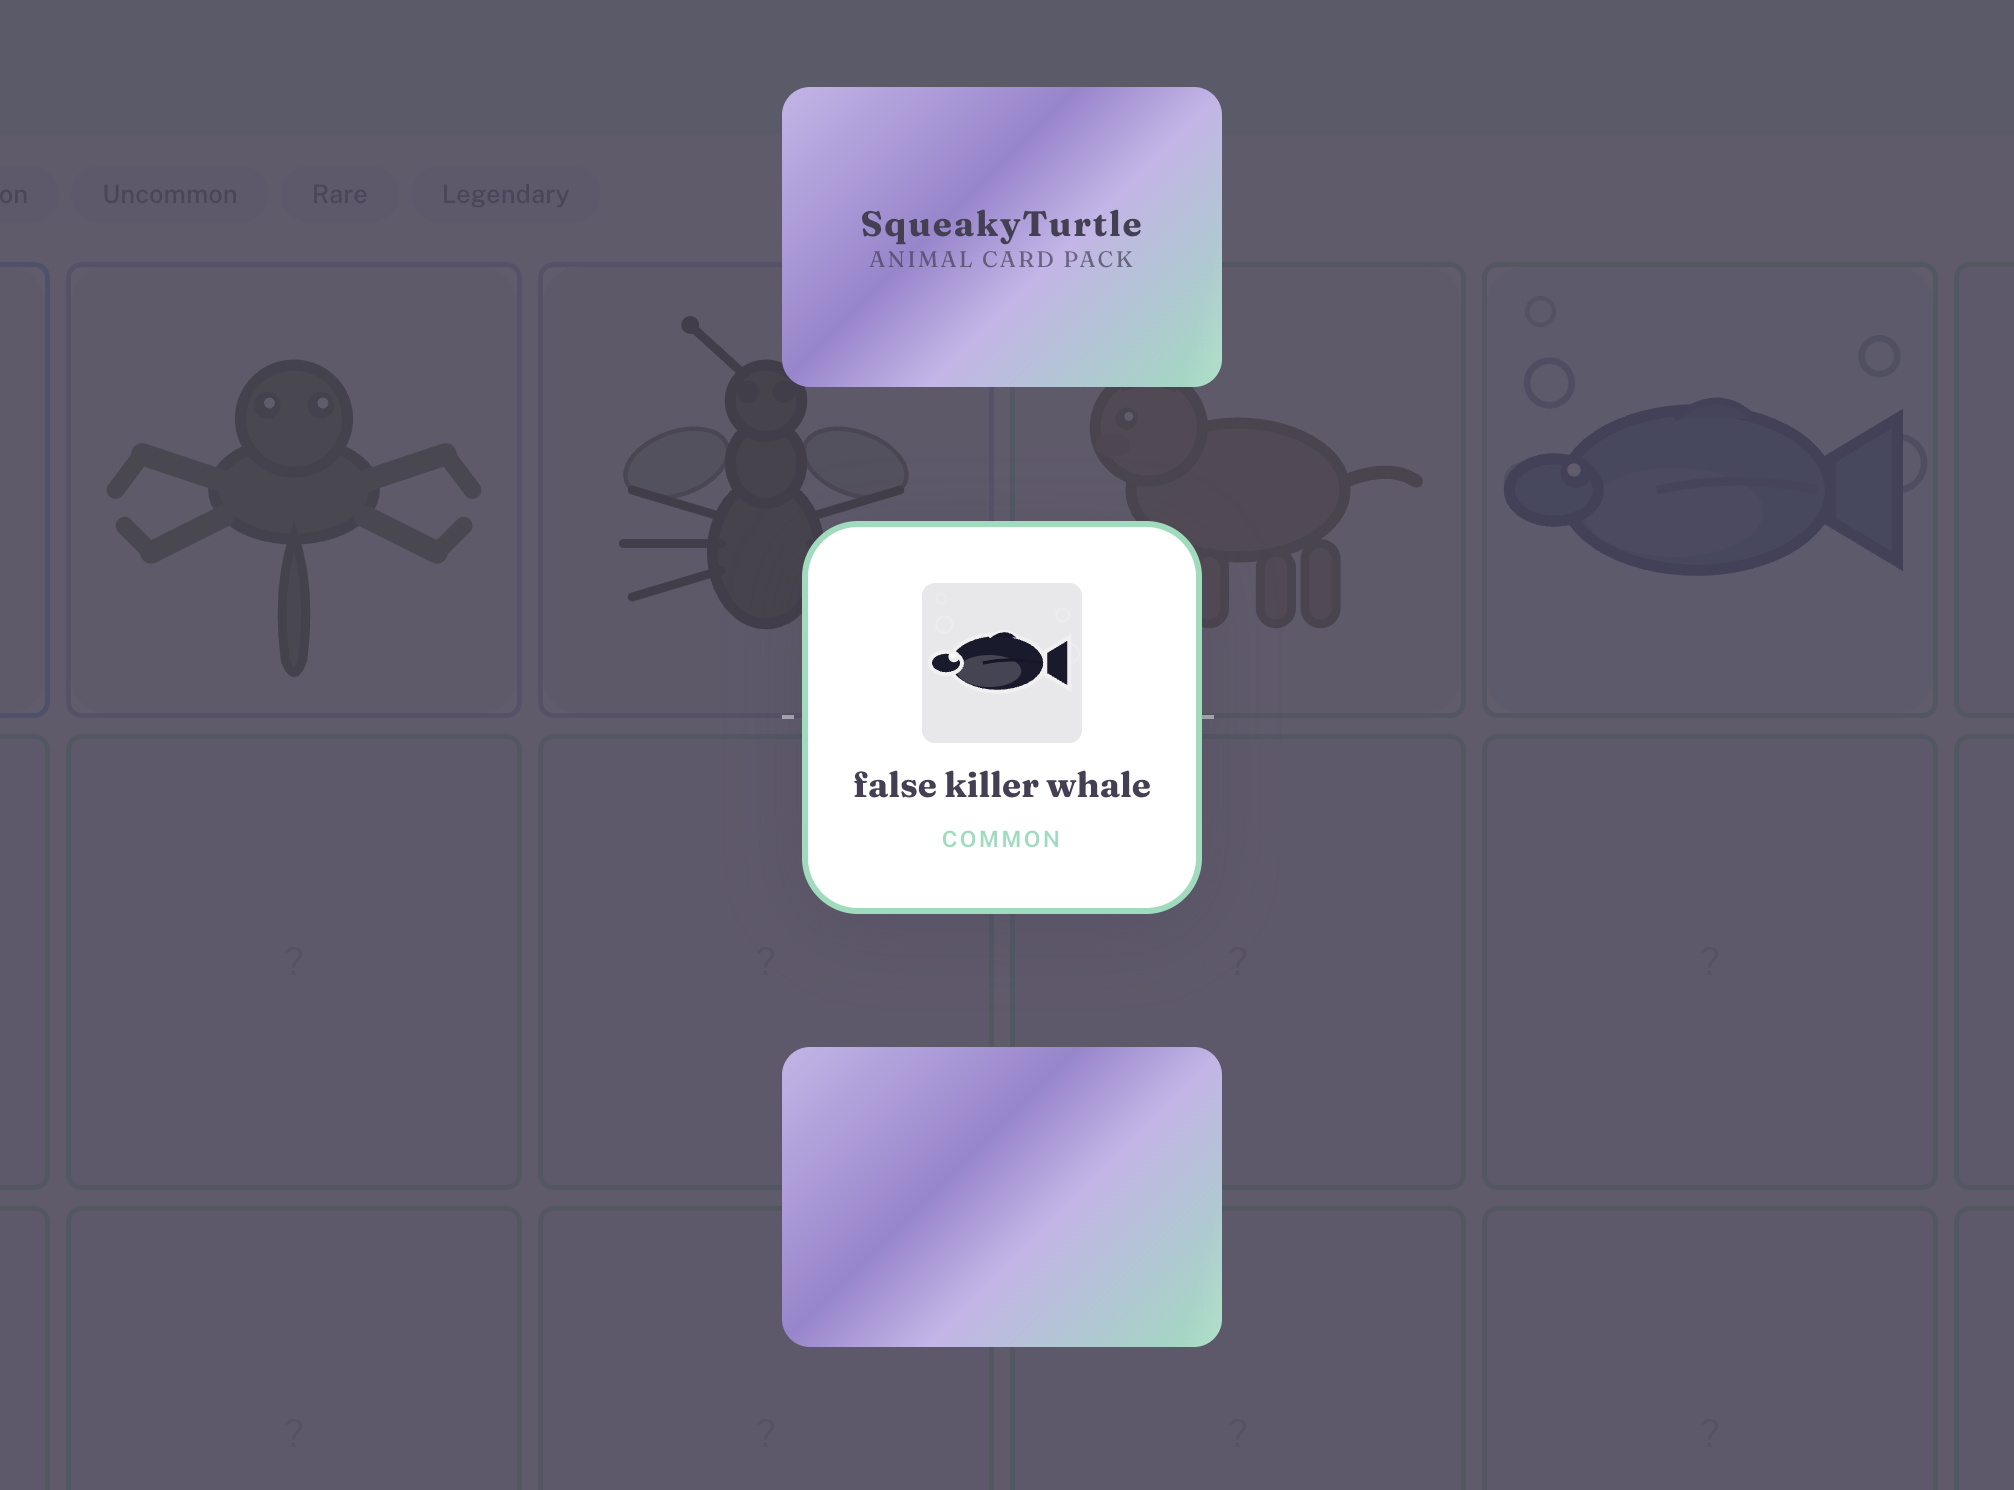 on
Uncommon
Rare
Legendary
SqueakyTurtle
ANIMAL CARD PACK
false killer whale
COMMON
?
?
?
?
?
?
?
?